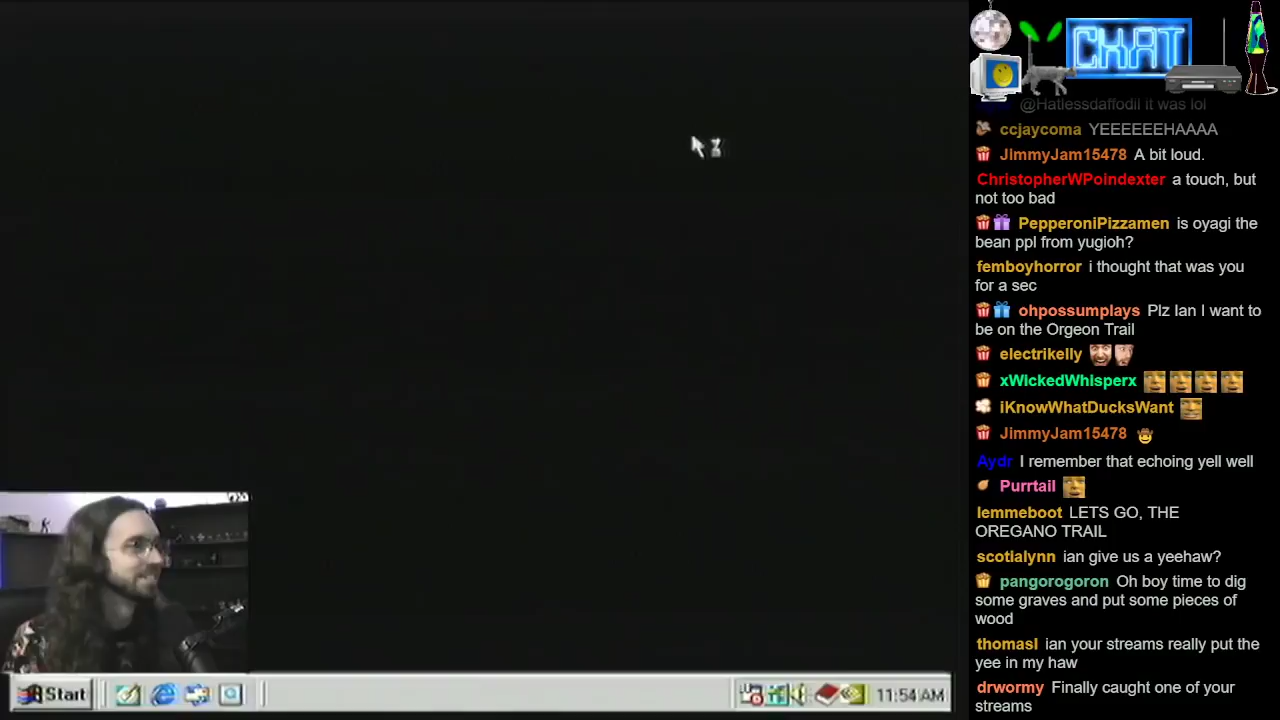 CHAT
@Hatlessdaffodil it was lol
ccjaycoma YEEEEEEHAAAA
JImmyJam15478 A bit loud.
ChristopherWPoindexter a touch, but
not too bad
PepperoniPizzamen is oyagi the
bean ppl from yugioh?
femboyhorror i thought that was you
for a sec
ohpossumplays Plz Ian I want to
be on the Orgeon Trail
electrikelly
xWIckedWhIsperx
iKnowWhatDucksWant
JImmyJam15478
Aydr I remember that echoing yell well
Purrtail
lemmeboot LETS GO, THE
OREGANO TRAIL
scotialynn ian give us a yeehaw?
pangorogoron Oh boy time to dig
some graves and put some pieces of
wood
thomasl ian your streams really put the
yee in my haw
drwormy Finally caught one of your
streams
Start
11:54 AM